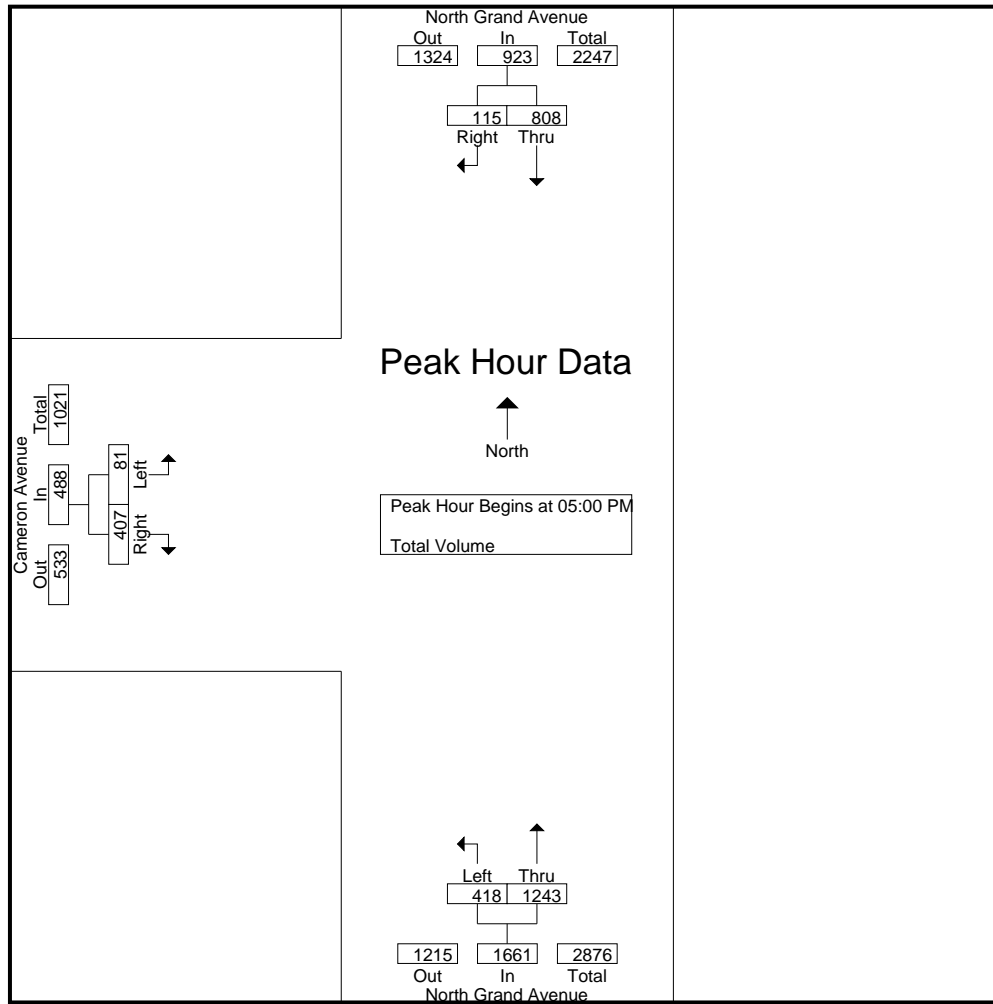 North Grand Avenue
Out In Total
1324 923 2247
115 808
Right Thru
Peak Hour Data
North
Peak Hour Begins at 05:00 PM
Total Volume
Cameron Avenue
Out In Total
533 488 1021
407 81
Right Left
Left Thru
418 1243
1215 1661 2876
Out In Total
North Grand Avenue